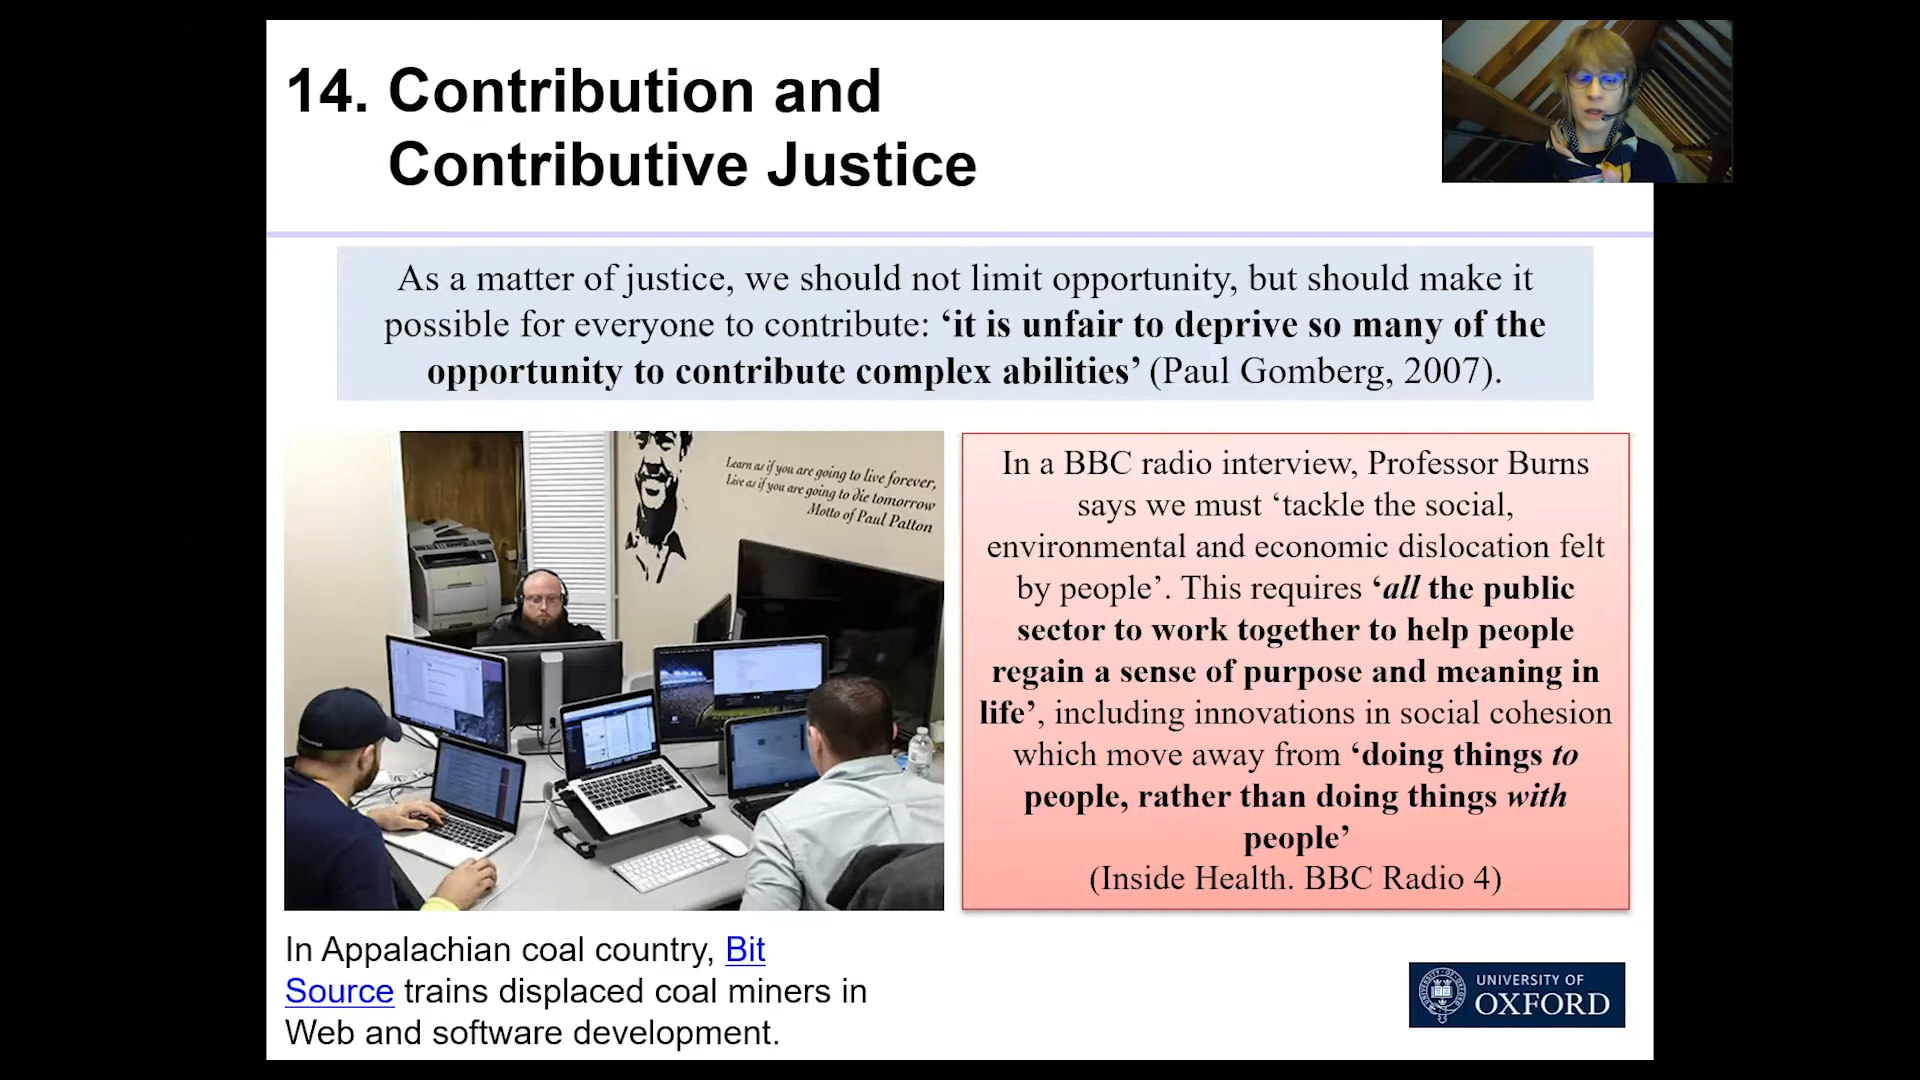 14. Contribution and
Contributive Justice
As a matter of justice, we should not limit opportunity, but should make it
possible for everyone to contribute: ‘it is unfair to deprive so many of the
opportunity to contribute complex abilities’ (Paul Gomberg, 2007).
Learn as if you are going to live forever,
Live as if you are going to die tomorrow
Motto of Paul Patton
In a BBC radio interview, Professor Burns
says we must ‘tackle the social,
environmental and economic dislocation felt
by people’. This requires ‘all the public
sector to work together to help people
regain a sense of purpose and meaning in
life’, including innovations in social cohesion
which move away from ‘doing things to
people, rather than doing things with
people’
(Inside Health. BBC Radio 4)
In Appalachian coal country, Bit
Source trains displaced coal miners in
Web and software development.
UNIVERSITY OF
OXFORD